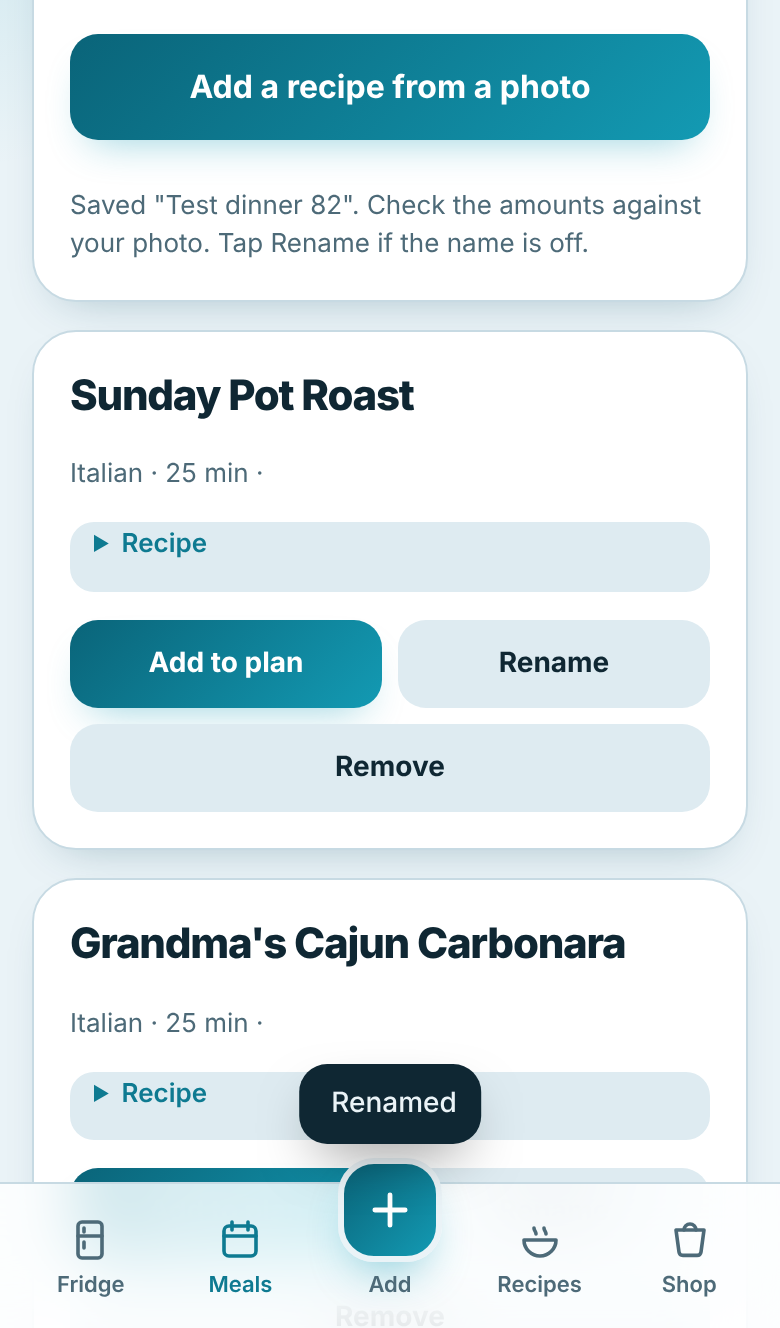 Add a recipe from a photo
Saved "Test dinner 82". Check the amounts against
your photo. Tap Rename if the name is off.
Sunday Pot Roast
Italian · 25 min ·
Recipe
Add to plan
Rename
Remove
Grandma's Cajun Carbonara
Italian · 25 min ·
Recipe
Renamed
Fridge
Meals
Add
Recipes
Shop
Remove